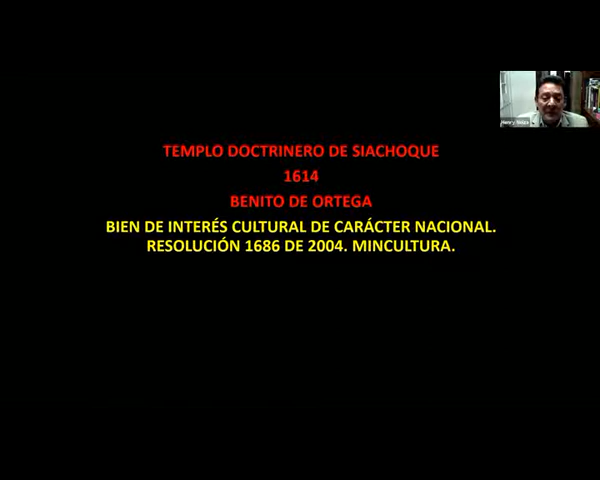 TEMPLO DOCTRINERO DE SIACHOQUE
1614
BENITO DE ORTEGA
BIEN DE INTERÉS CULTURAL DE CARÁCTER NACIONAL.
RESOLUCIÓN 1686 DE 2004. MINCULTURA.